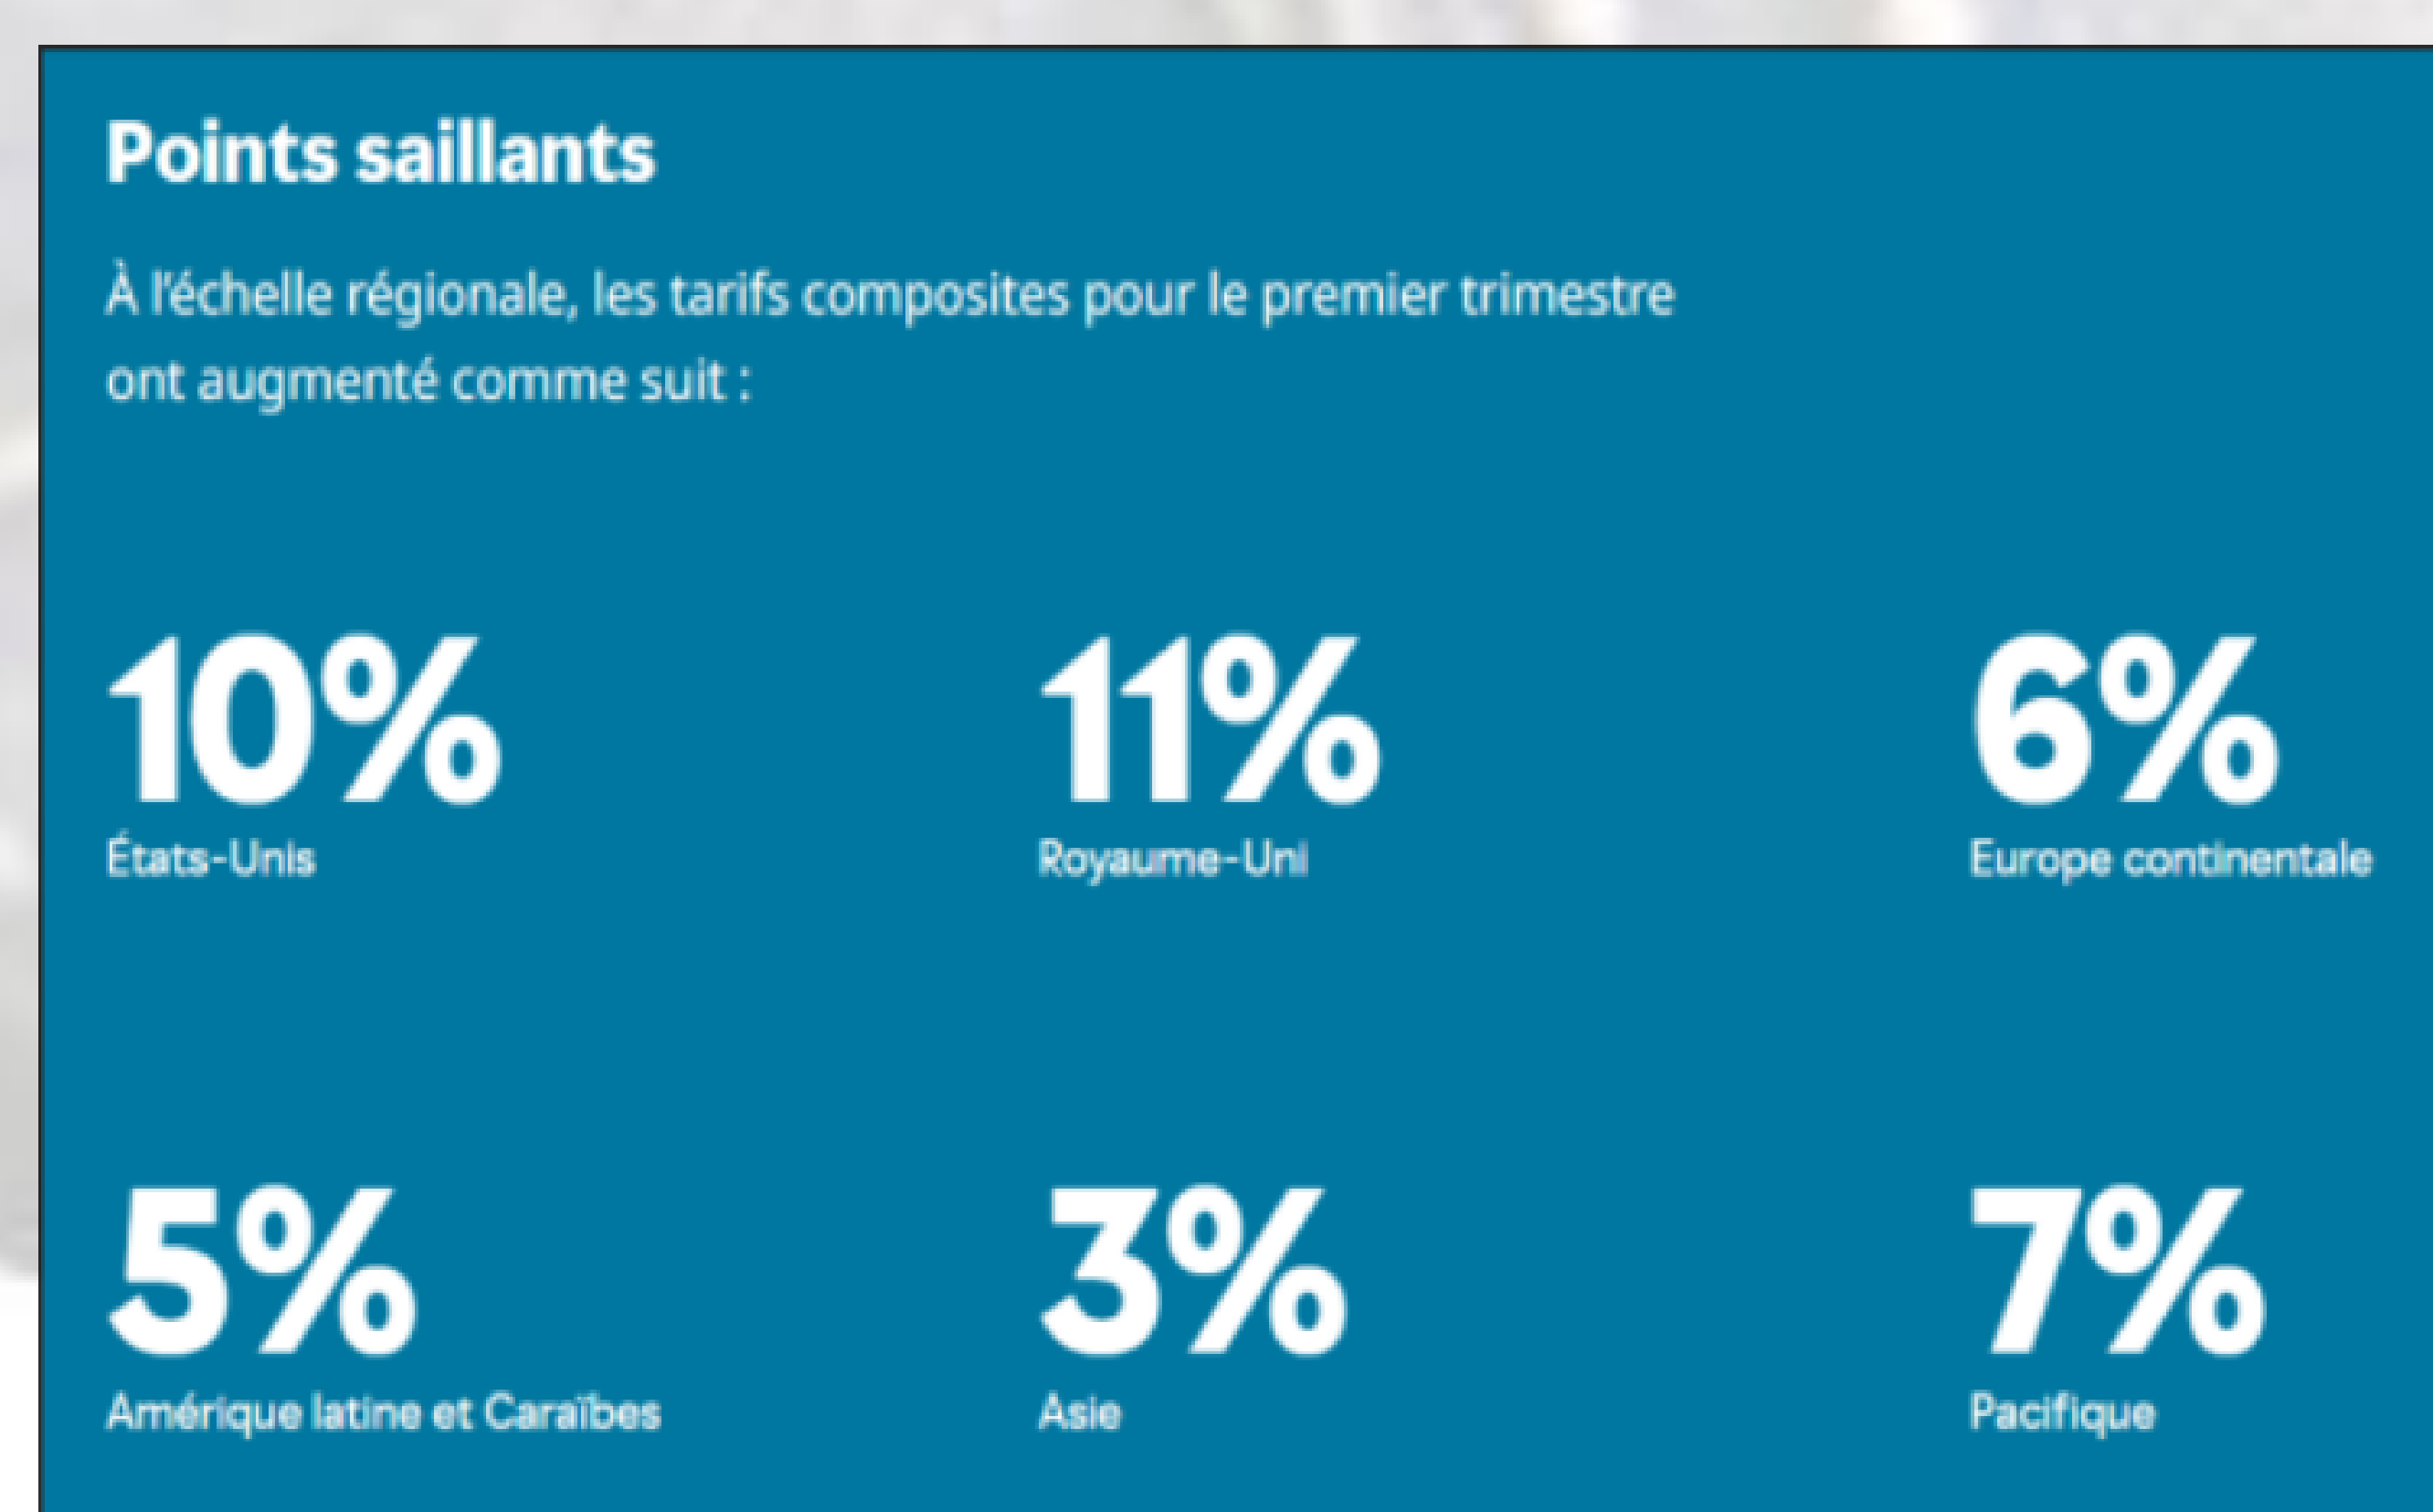 Points saillants
À l'échelle régionale, les tarifs composites pour le premier trimestre
ont augmenté comme suit :
10% 11% 6%
États-Unis Royaume-Uni Europe continentale
5% 3% 7%
Amérique latine et Caraïbes Asie Pacifique